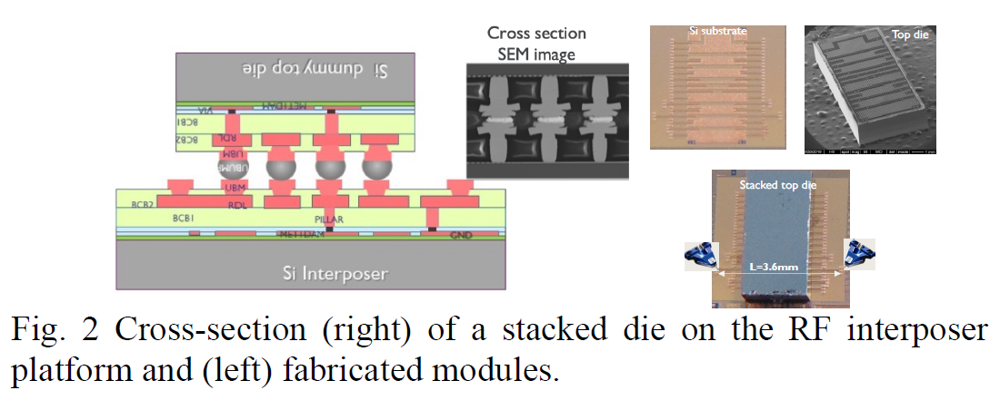 Si dummy top die
VIA
MET1DAM
BCB1
BCB2
RDL
UBM
UBUMP
UBM
BCB2
RDL
BCB1
PILLAR
MET1DAM
GND
Si Interposer
Cross section
SEM image
Si substrate
Top die
Stacked top die
L=3.6mm
Fig. 2 Cross-section (right) of a stacked die on the RF interposer
platform and (left) fabricated modules.